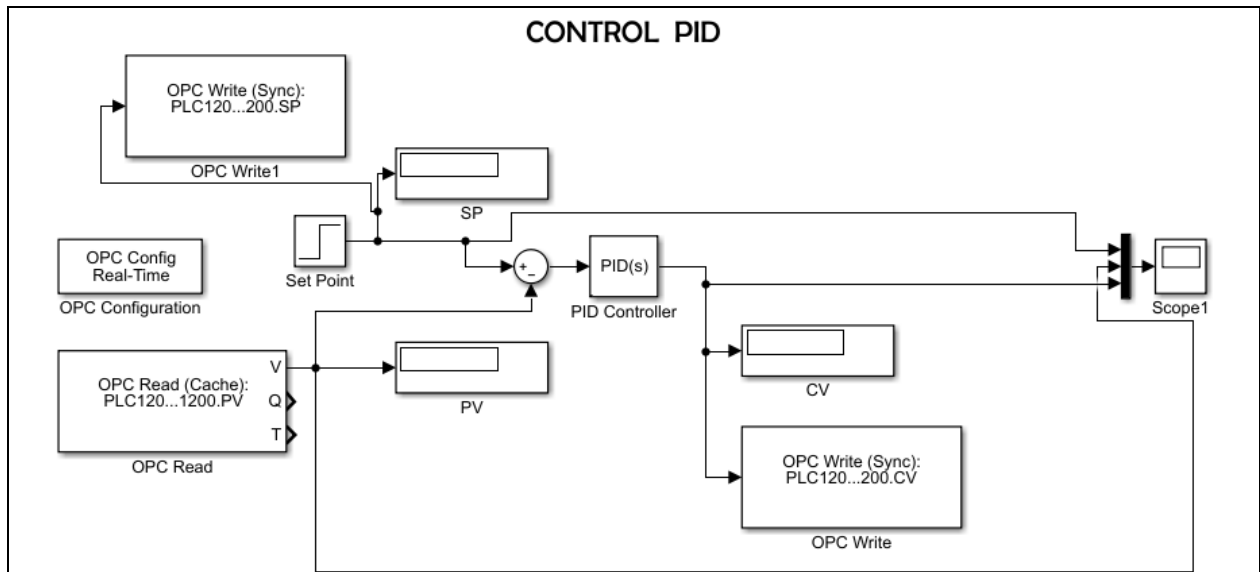 CONTROL PID
OPC Write (Sync):
PLC120...200.SP
OPC Write1
SP
Set Point
OPC Config
Real-Time
OPC Configuration
+
−
PID(s)
PID Controller
Scope1
V
OPC Read (Cache):
PLC120...1200.PV
Q
T
OPC Read
PV
CV
OPC Write (Sync):
PLC120...200.CV
OPC Write